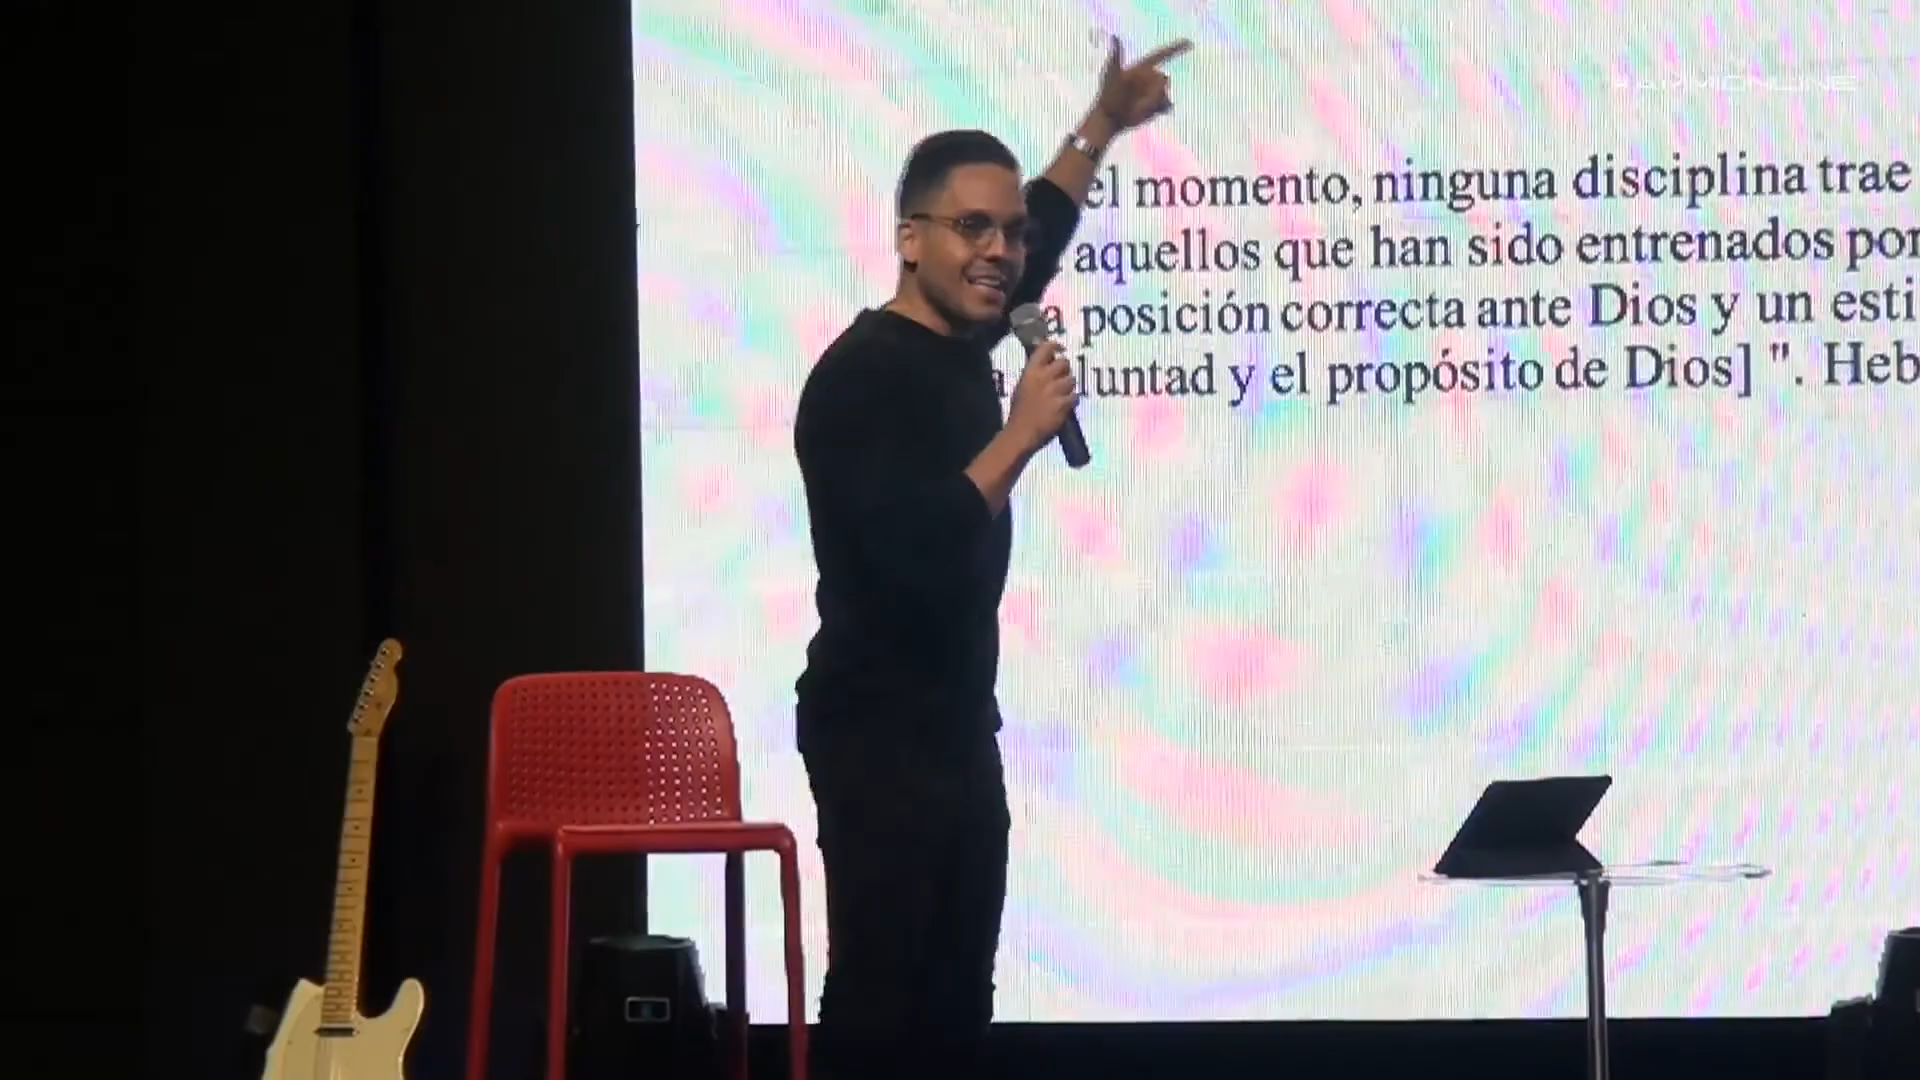 el momento, ninguna disciplina trae
aquellos que han sido entrenados por
a posición correcta ante Dios y un esti
luntad y el propósito de Dios] ". Heb